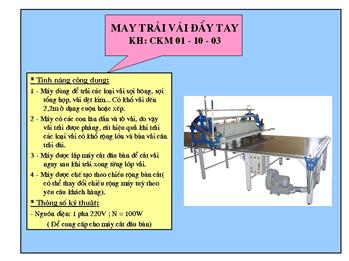 MAY TRẢI VẢI ĐẨY TAY
KH: CKM 01 - 10 - 03
* Tính năng công dụng:
1 - Máy dùng để trải các loại vải sợi bông, sợi
tổng hợp, vải dệt kim... Có khổ vải đến
2,2m ở dạng cuộn hoặc xếp.
2 - Máy có các con lăn dẫn và tở vải, do vậy
vải trải được phẳng, rất hiệu quả khi trải
các loại vải có khổ rộng lớn và bàn vải cần
trải dài.
3 - Máy được lắp máy cắt đầu bàn để cắt vải
ngay sau khi trải xong từng lớp vải.
4 - Máy được chế tạo theo chiều rộng bàn cắt(
có thể thay đổi chiều rộng máy tuỳ theo
yêu cầu khách hàng).
* Thông số kỹ thuật:
- Nguồn điện: 1 pha 220V ; N = 100W
( Để cung cấp cho máy cắt đầu bàn)